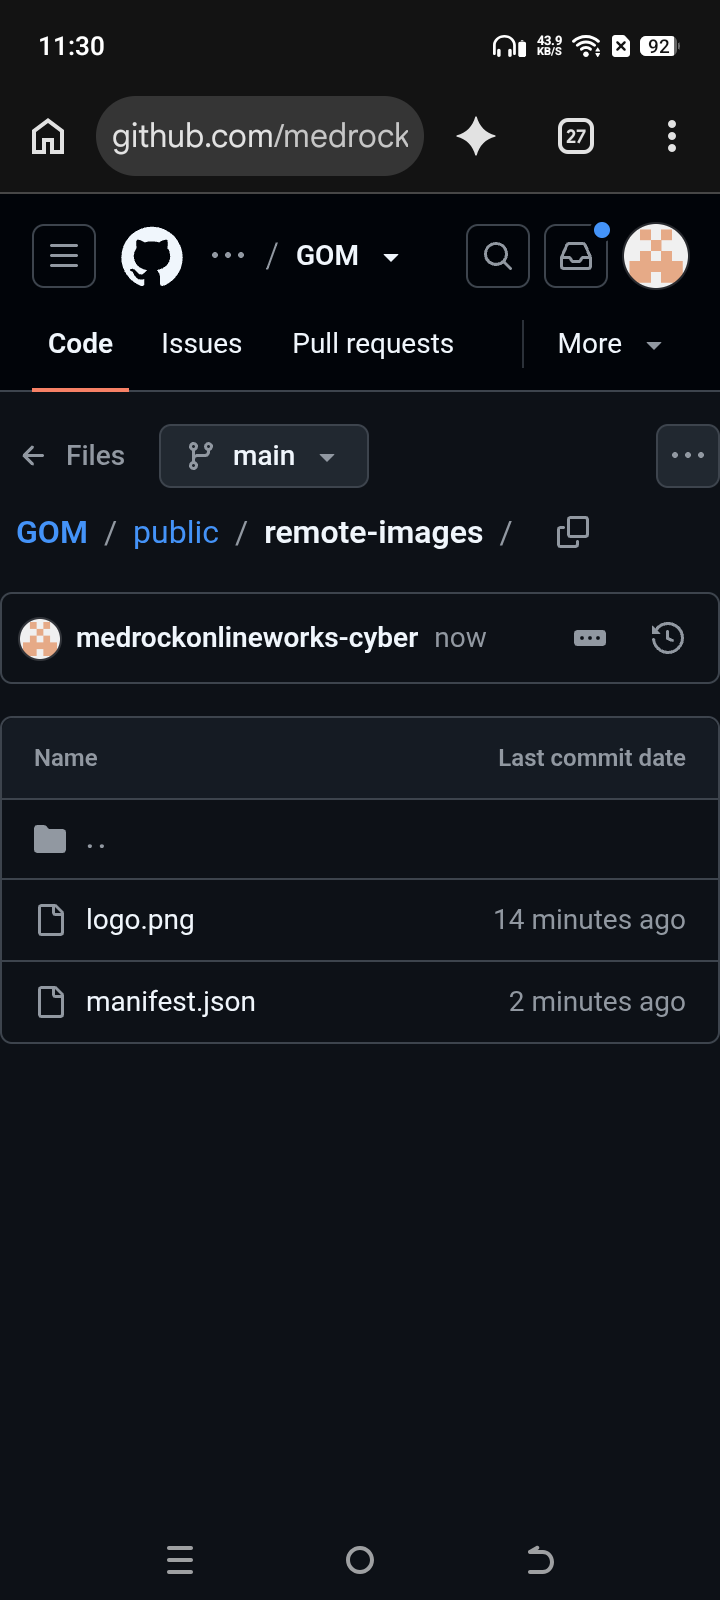 11:30
43.9
KB/S
92
github.com/medrock
27
··· / GOM
Code Issues Pull requests More
Files main
GOM / public / remote-images /
medrockonlineworks-cyber now
Name Last commit date
..
logo.png 14 minutes ago
manifest.json 2 minutes ago